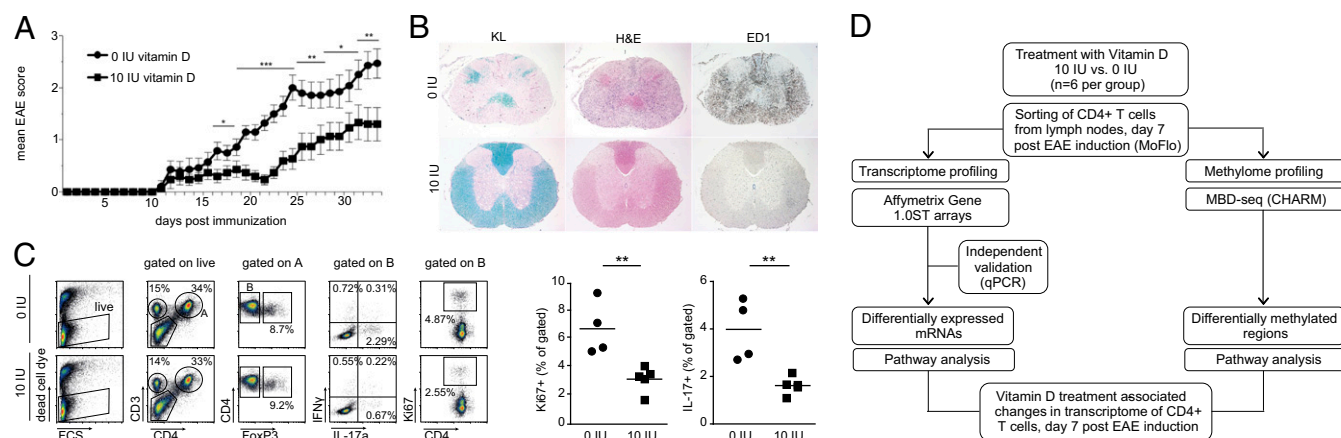 A
0 IU vitamin D
10 IU vitamin D
mean EAE score
3
2
1
0
5
10
15
20
25
30
days post immunization
*
***
**
*
**
B
KL
H&E
ED1
0 IU
10 IU
C
gated on live
gated on A
gated on B
gated on B
0 IU
10 IU
live
15%
34%
A
B
8.7%
0.72%
0.31%
2.29%
4.87%
14%
33%
9.2%
0.55%
0.22%
0.67%
2.55%
dead cell dye
FCS
CD3
CD4
CD4
FoxP3
IFNγ
IL-17a
Ki67
CD4
**
Ki67+ (% of gated)
10
8
6
4
2
0
0 IU
10 IU
**
IL-17+ (% of gated)
6
4
2
0
0 IU
10 IU
D
Treatment with Vitamin D
10 IU vs. 0 IU
(n=6 per group)
Sorting of CD4+ T cells
from lymph nodes, day 7
post EAE induction (MoFlo)
Transcriptome profiling
Methylome profiling
Affymetrix Gene
1.0ST arrays
MBD-seq (CHARM)
Independent
validation
(qPCR)
Differentially expressed
mRNAs
Differentially methylated
regions
Pathway analysis
Pathway analysis
Vitamin D treatment associated
changes in transcriptome of CD4+
T cells, day 7 post EAE induction